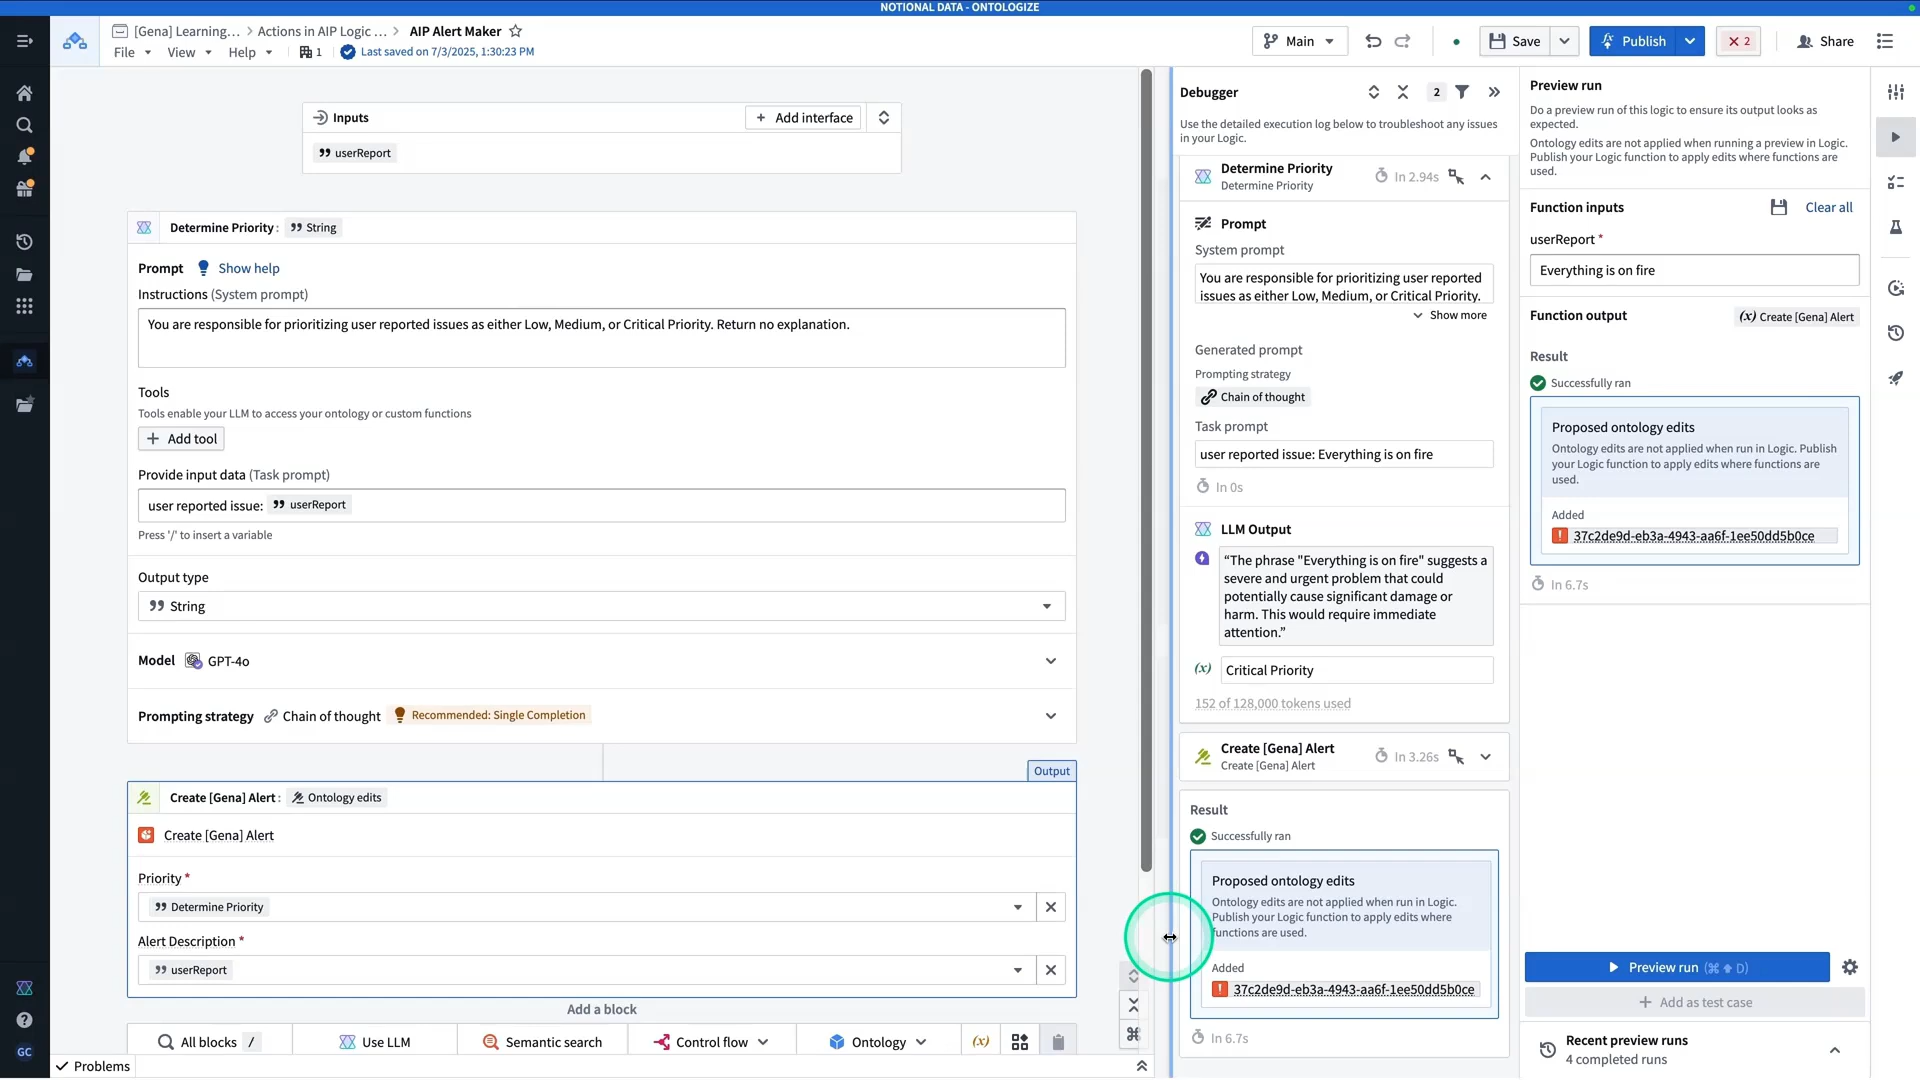 NOTIONAL DATA - ONTOLOGIZE
[Gena] Learning... > Actions in AIP Logic ... > AIP Alert Maker
File View Help 1 Last saved on 7/3/2025, 1:30:23 PM
Main
Save
Publish
2
Share
Inputs
Add interface
userReport
Determine Priority: String
Prompt Show help
Instructions (System prompt)
You are responsible for prioritizing user reported issues as either Low, Medium, or Critical Priority. Return no explanation.
Tools
Tools enable your LLM to access your ontology or custom functions
Add tool
Provide input data (Task prompt)
user reported issue: userReport
Press '/' to insert a variable
Output type
String
Model GPT-4o
Prompting strategy Chain of thought Recommended: Single Completion
Output
Create [Gena] Alert: Ontology edits
Create [Gena] Alert
Priority *
Determine Priority
Alert Description *
userReport
Add a block
All blocks /
Use LLM
Semantic search
Control flow
Ontology
(x)
Problems
GC
Debugger
2
Use the detailed execution log below to troubleshoot any issues
in your Logic.
Determine Priority
Determine Priority
In 2.94s
Prompt
System prompt
You are responsible for prioritizing user reported
issues as either Low, Medium, or Critical Priority.
Show more
Generated prompt
Prompting strategy
Chain of thought
Task prompt
user reported issue: Everything is on fire
In 0s
LLM Output
“The phrase "Everything is on fire" suggests a
severe and urgent problem that could
potentially cause significant damage or
harm. This would require immediate
attention.”
(x) Critical Priority
152 of 128,000 tokens used
Create [Gena] Alert
Create [Gena] Alert
In 3.26s
Result
Successfully ran
Proposed ontology edits
Ontology edits are not applied when run in Logic.
Publish your Logic function to apply edits where
functions are used.
Added
37c2de9d-eb3a-4943-aa6f-1ee50dd5b0ce
In 6.7s
Preview run
Do a preview run of this logic to ensure its output looks as
expected.
Ontology edits are not applied when running a preview in Logic.
Publish your Logic function to apply edits where functions are
used.
Function inputs
Clear all
userReport *
Everything is on fire
Function output
(x) Create [Gena] Alert
Result
Successfully ran
Proposed ontology edits
Ontology edits are not applied when run in Logic. Publish
your Logic function to apply edits where functions are
used.
Added
37c2de9d-eb3a-4943-aa6f-1ee50dd5b0ce
In 6.7s
Preview run (⌘ ⬆ D)
Add as test case
Recent preview runs
4 completed runs